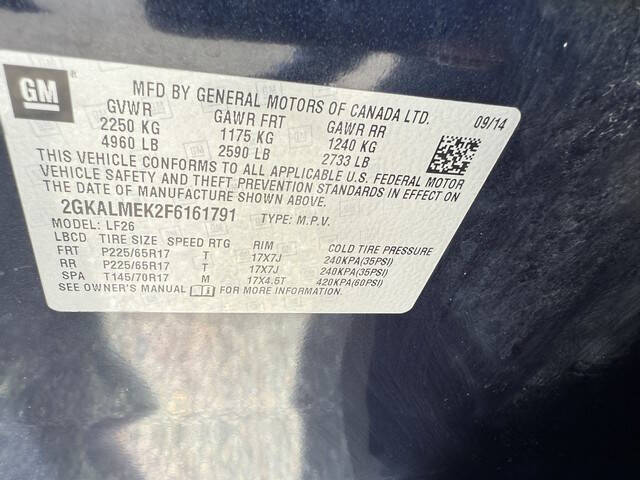 GM®
MFD BY GENERAL MOTORS OF CANADA LTD. 09/14
GVWR GAWR FRT GAWR RR
2250 KG 1175 KG 1240 KG
4960 LB 2590 LB 2733 LB
THIS VEHICLE CONFORMS TO ALL APPLICABLE U.S. FEDERAL MOTOR
VEHICLE SAFETY AND THEFT PREVENTION STANDARDS IN EFFECT ON
THE DATE OF MANUFACTURE SHOWN ABOVE.
2GKALMEK2F6161791 TYPE: M.P.V.
MODEL: LF26
LBCD TIRE SIZE SPEED RTG RIM COLD TIRE PRESSURE
FRT P225/65R17 T 17X7J 240KPA(35PSI)
RR P225/65R17 T 17X7J 240KPA(35PSI)
SPA T145/70R17 M 17X4.5T 420KPA(60PSI)
SEE OWNER'S MANUAL FOR MORE INFORMATION.